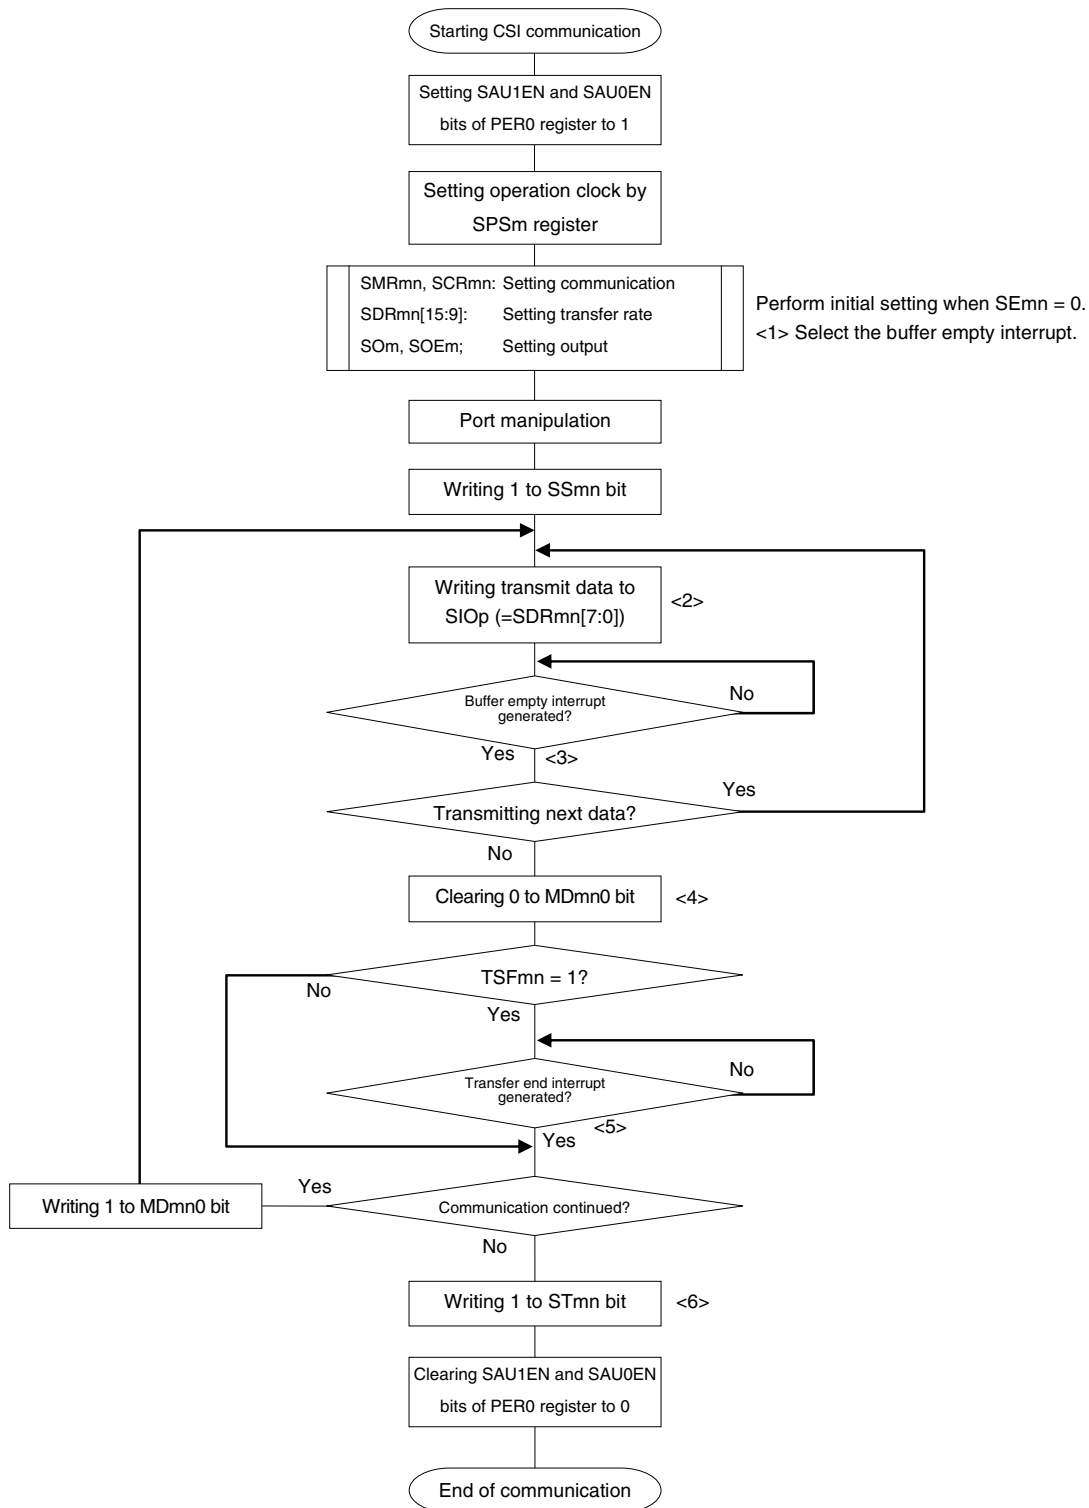 Starting CSI communication
Setting SAU1EN and SAU0EN
bits of PER0 register to 1
Setting operation clock by
SPSm register
SMRmn, SCRmn: Setting communication
SDRmn[15:9]: Setting transfer rate
SOm, SOEm; Setting output
Perform initial setting when SEmn = 0.
<1> Select the buffer empty interrupt.
Port manipulation
Writing 1 to SSmn bit
Writing transmit data to
SIOp (=SDRmn[7:0])
<2>
Buffer empty interrupt
generated?
No
Yes
<3>
Transmitting next data?
Yes
No
Clearing 0 to MDmn0 bit
<4>
TSFmn = 1?
No
Yes
Transfer end interrupt
generated?
No
<5>
Yes
Communication continued?
Yes
Writing 1 to MDmn0 bit
No
Writing 1 to STmn bit
<6>
Clearing SAU1EN and SAU0EN
bits of PER0 register to 0
End of communication